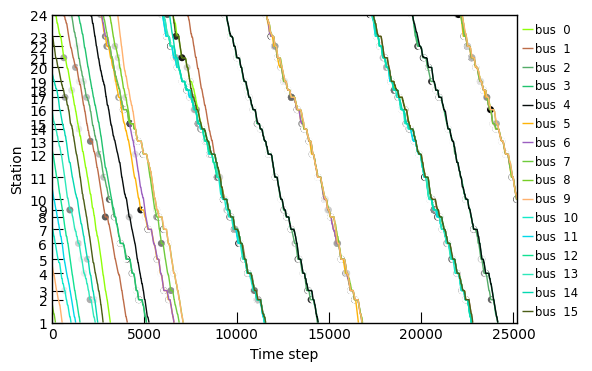 24
23
22
21
20
19
18
17
16
15
14
13
12
11
10
9
8
7
6
5
4
3
2
1
Station
0
5000
10000
15000
20000
25000
Time step
bus 0
bus 1
bus 2
bus 3
bus 4
bus 5
bus 6
bus 7
bus 8
bus 9
bus 10
bus 11
bus 12
bus 13
bus 14
bus 15